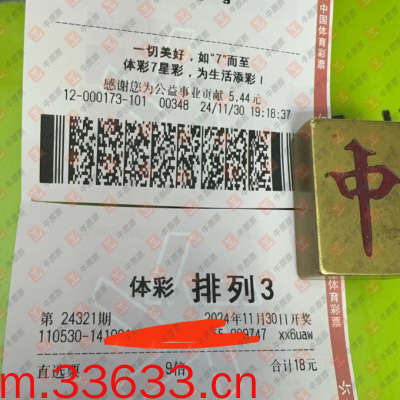 一切美好，如"7"而至
体彩7星彩，为生活添彩！
感谢您为公益事业贡献 5.44元
12-000173-101 00348 24/11/30 19:18:37
中国体育彩票
中
体彩 排列3
第 24321期 2024年11月30日开奖
110530-141 747 xx6uaw
直选票 9倍 合计18元
m.33633.cn